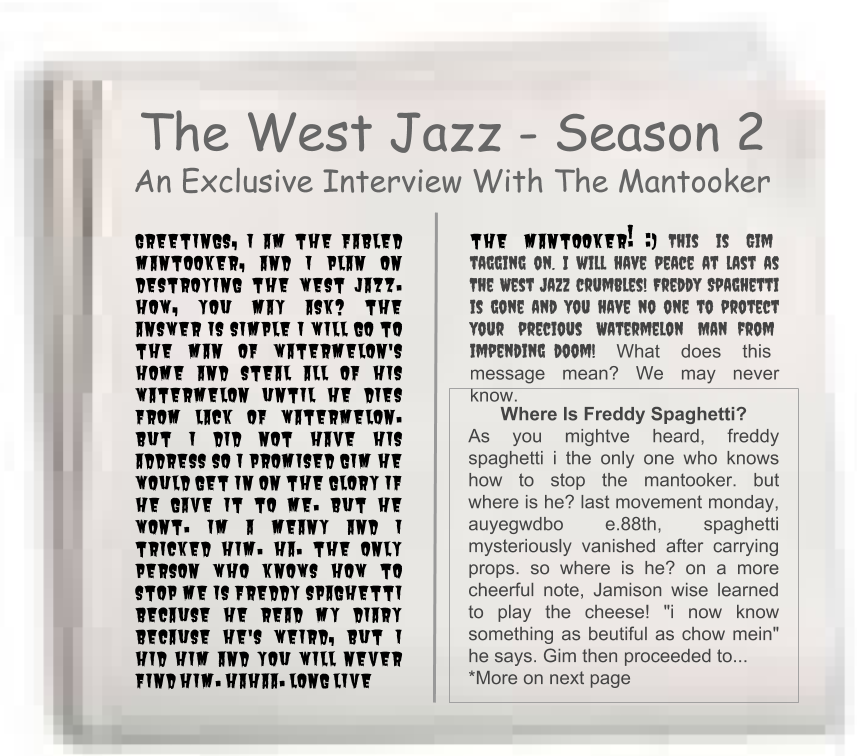 The West Jazz - Season 2
An Exclusive Interview With The Mantooker
GREETINGS, I AM THE FABLED
MANTOOKER, AND I PLAN ON
DESTROYING THE WEST JAZZ.
HOW, YOU MAY ASK? THE
ANSWER IS SIMPLE I WILL GO TO
THE MAN OF WATERMELON'S
HOME AND STEAL ALL OF HIS
WATERMELON UNTIL HE DIES
FROM LACK OF WATERMELON.
BUT I DID NOT HAVE HIS
ADDRESS SO I PROMISED GIM HE
WOULD GET IN ON THE GLORY IF
HE GAVE IT TO ME. BUT HE
WONT. IM A MEANY AND I
TRICKED HIM. HA. THE ONLY
PERSON WHO KNOWS HOW TO
STOP ME IS FREDDY SPAGHETTI
BECAUSE HE READ MY DIARY
BECAUSE HE'S WEIRD, BUT I
HID HIM AND YOU WILL NEVER
FIND HIM. HAHAA. LONG LIVE
THE MANTOOKER! :) THIS IS GIM
TAGGING ON. I WILL HAVE PEACE AT LAST AS
THE WEST JAZZ CRUMBLES! FREDDY SPAGHETTI
IS GONE AND YOU HAVE NO ONE TO PROTECT
YOUR PRECIOUS WATERMELON MAN FROM
IMPENDING DOOM! What does this
message mean? We may never
know.
Where Is Freddy Spaghetti?
As you mightve heard, freddy
spaghetti i the only one who knows
how to stop the mantooker. but
where is he? last movement monday,
auyegwdbo e.88th, spaghetti
mysteriously vanished after carrying
props. so where is he? on a more
cheerful note, Jamison wise learned
to play the cheese! "i now know
something as beutiful as chow mein"
he says. Gim then proceeded to...
*More on next page